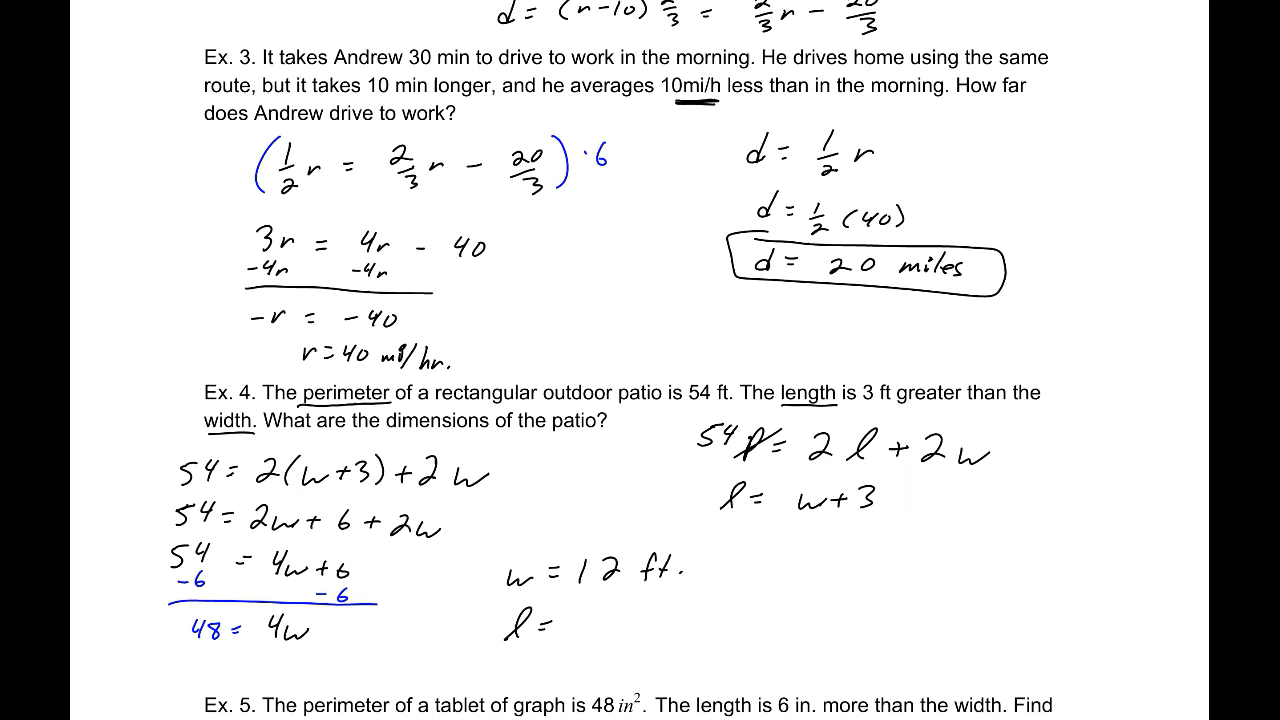 d = (r-10) 2/3 = 2/3 r - 20/3
Ex. 3. It takes Andrew 30 min to drive to work in the morning. He drives home using the same
route, but it takes 10 min longer, and he averages 10mi/h less than in the morning. How far
does Andrew drive to work?
(1/2 r = 2/3 r - 20/3) · 6
d = 1/2 r
d = 1/2 (40)
d = 20 miles
3r = 4r - 40
-4r -4r
-r = -40
r = 40 mi/hr.
Ex. 4. The perimeter of a rectangular outdoor patio is 54 ft. The length is 3 ft greater than the
width. What are the dimensions of the patio?
54 P = 2l + 2w
l = w + 3
54 = 2(w+3) + 2w
54 = 2w + 6 + 2w
54 = 4w + 6
-6 -6
48 = 4w
w = 12 ft.
l =
Ex. 5. The perimeter of a tablet of graph is 48 in². The length is 6 in. more than the width. Find